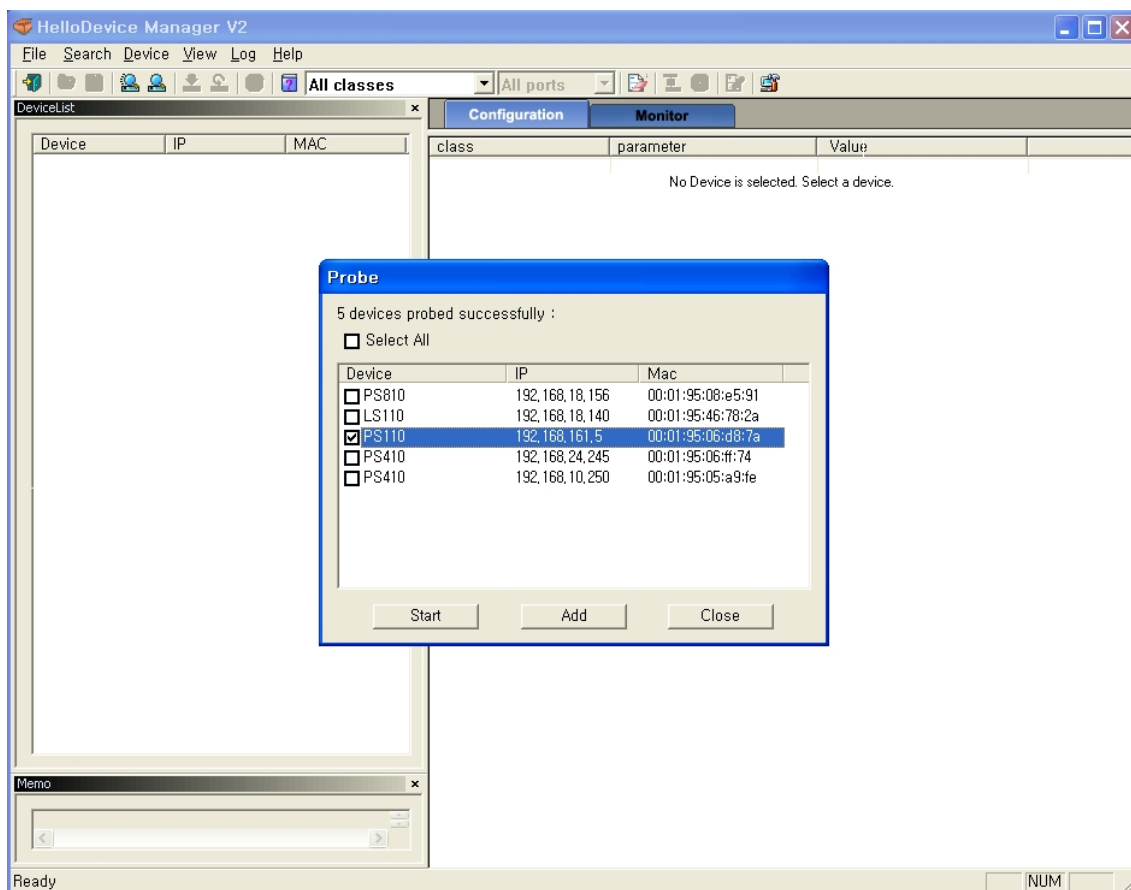 HelloDevice Manager V2
File Search Device View Log Help
All classes All ports
DeviceList
Configuration Monitor
Device IP MAC
class parameter Value
No Device is selected. Select a device.
Probe
5 devices probed successfully :
Select All
Device IP Mac
PS810 192,168,18,156 00:01:95:08:e5:91
LS110 192,168,18,140 00:01:95:46:78:2a
PS110 192,168,161,5 00:01:95:06:d8:7a
PS410 192,168,24,245 00:01:95:06:ff:74
PS410 192,168,10,250 00:01:95:05:a9:fe
Start Add Close
Memo
Ready NUM